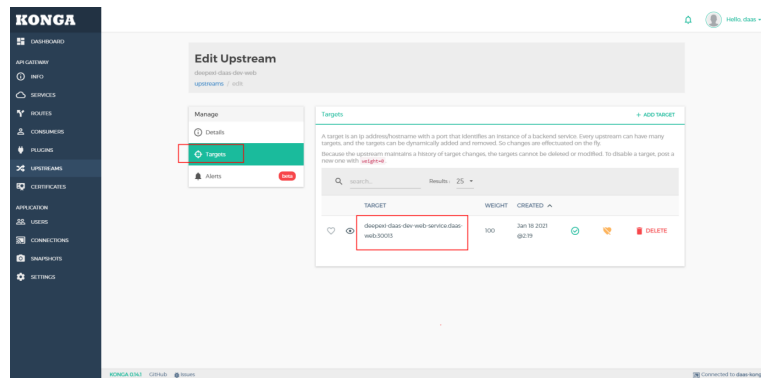 KONGA
Hello, daas
DASHBOARD
API GATEWAY
INFO
SERVICES
ROUTES
CONSUMERS
PLUGINS
UPSTREAMS
CERTIFICATES
APPLICATION
USERS
CONNECTIONS
SNAPSHOTS
SETTINGS
Edit Upstream
deepexi-daas-dev-web
upstreams / edit
Manage
Details
Targets
Alerts
beta
Targets
+ ADD TARGET
A target is an ip address/hostname with a port that identifies an instance of a backend service. Every upstream can have many
targets, and the targets can be dynamically added and removed. So changes are effectuated on the fly.
Because the upstream maintains a history of target changes, the targets cannot be deleted or modified. To disable a target, post a
new one with weight=0.
search...
Results : 25
TARGET WEIGHT CREATED
deepexi-daas-dev-web-service.daas-
web:30013
100
Jan 18 2021
@2:19
DELETE
KONGA 0.14.1 GitHub Issues
Connected to daas-kong